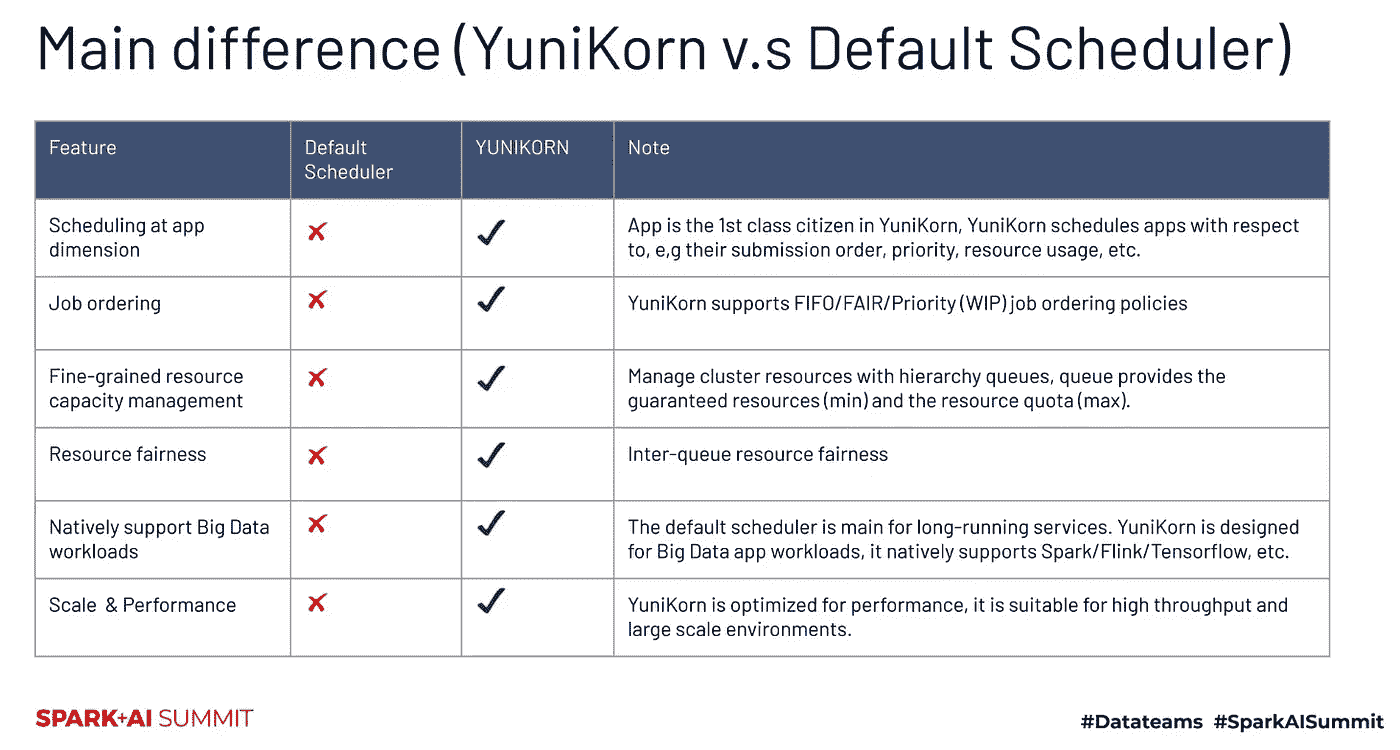 Main difference (YuniKorn v.s Default Scheduler)
Feature
Default
Scheduler
YUNIKORN
Note
Scheduling at app
dimension
App is the 1st class citizen in YuniKorn, YuniKorn schedules apps with respect
to, e,g their submission order, priority, resource usage, etc.
Job ordering
YuniKorn supports FIFO/FAIR/Priority (WIP) job ordering policies
Fine-grained resource
capacity management
Manage cluster resources with hierarchy queues, queue provides the
guaranteed resources (min) and the resource quota (max).
Resource fairness
Inter-queue resource fairness
Natively support Big Data
workloads
The default scheduler is main for long-running services. YuniKorn is designed
for Big Data app workloads, it natively supports Spark/Flink/Tensorflow, etc.
Scale & Performance
YuniKorn is optimized for performance, it is suitable for high throughput and
large scale environments.
SPARK+AI SUMMIT
#Datateams #SparkAISummit